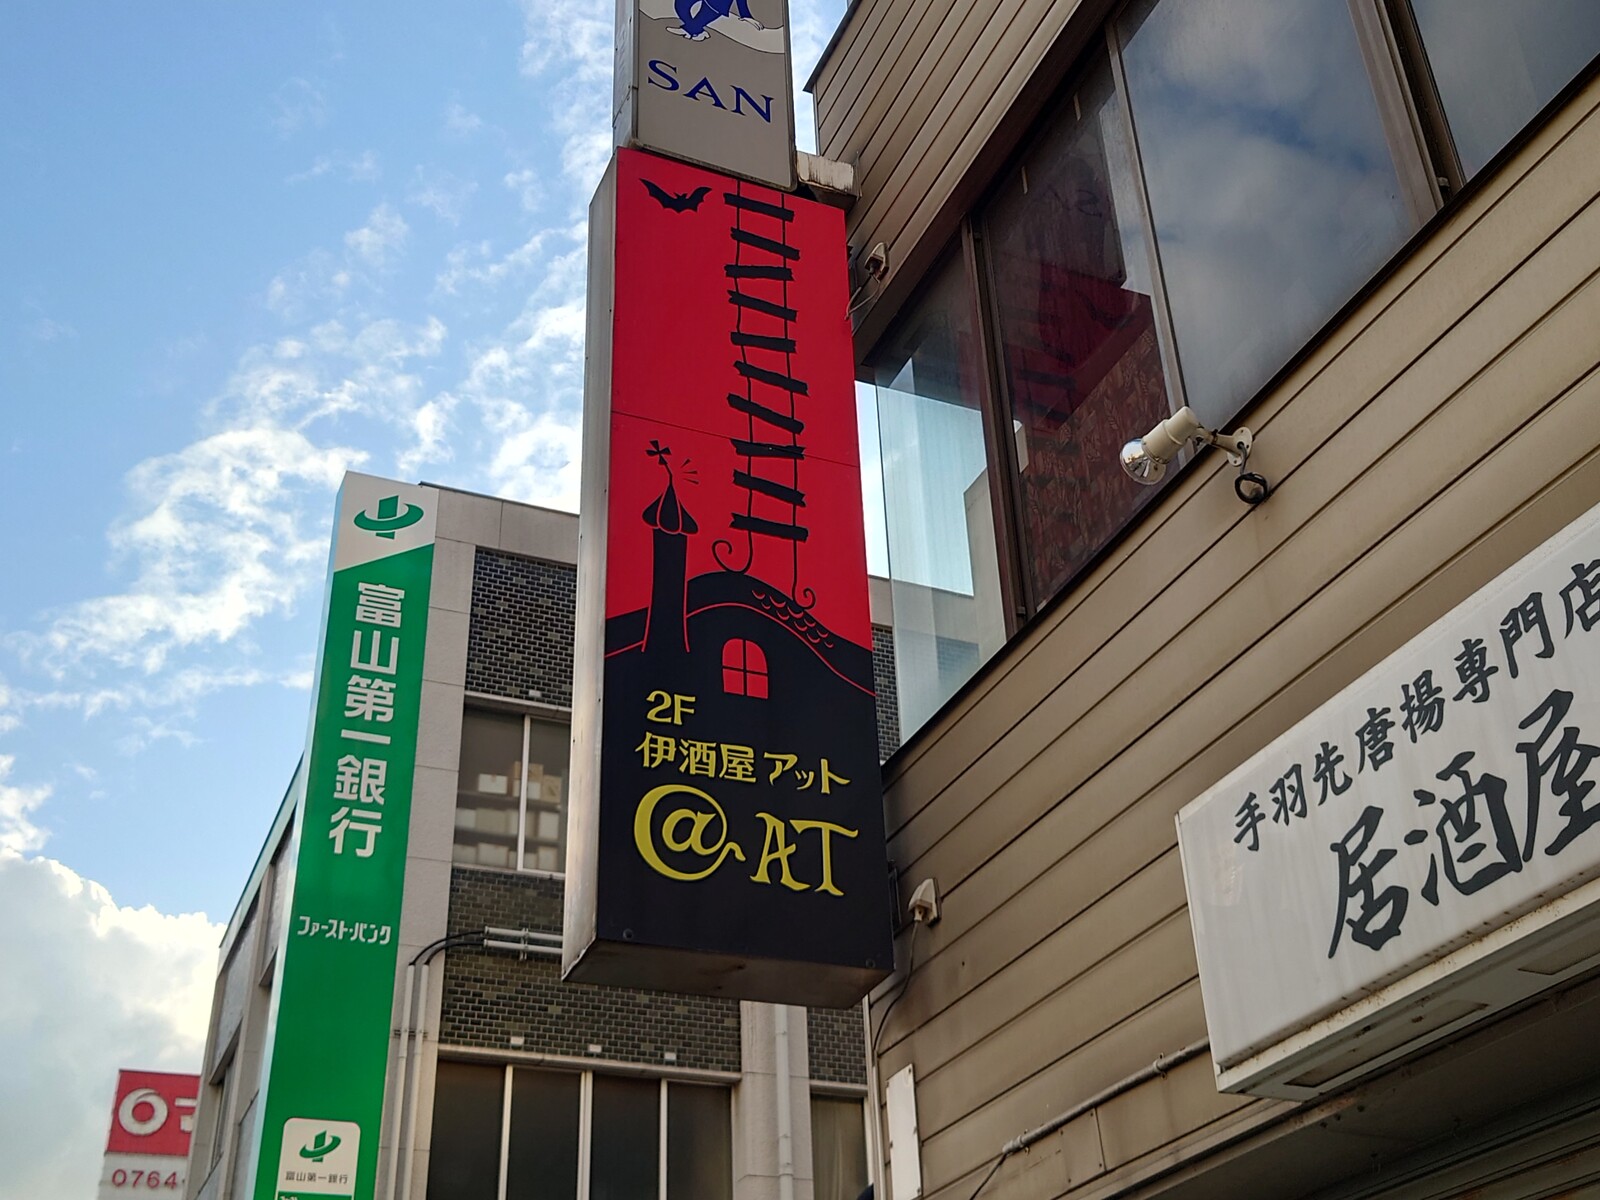 SAN
2F
伊酒屋アット
@AT
富山第一銀行
ファースト・バンク
富山第一銀行
手羽先唐揚専門店
居酒屋
0764